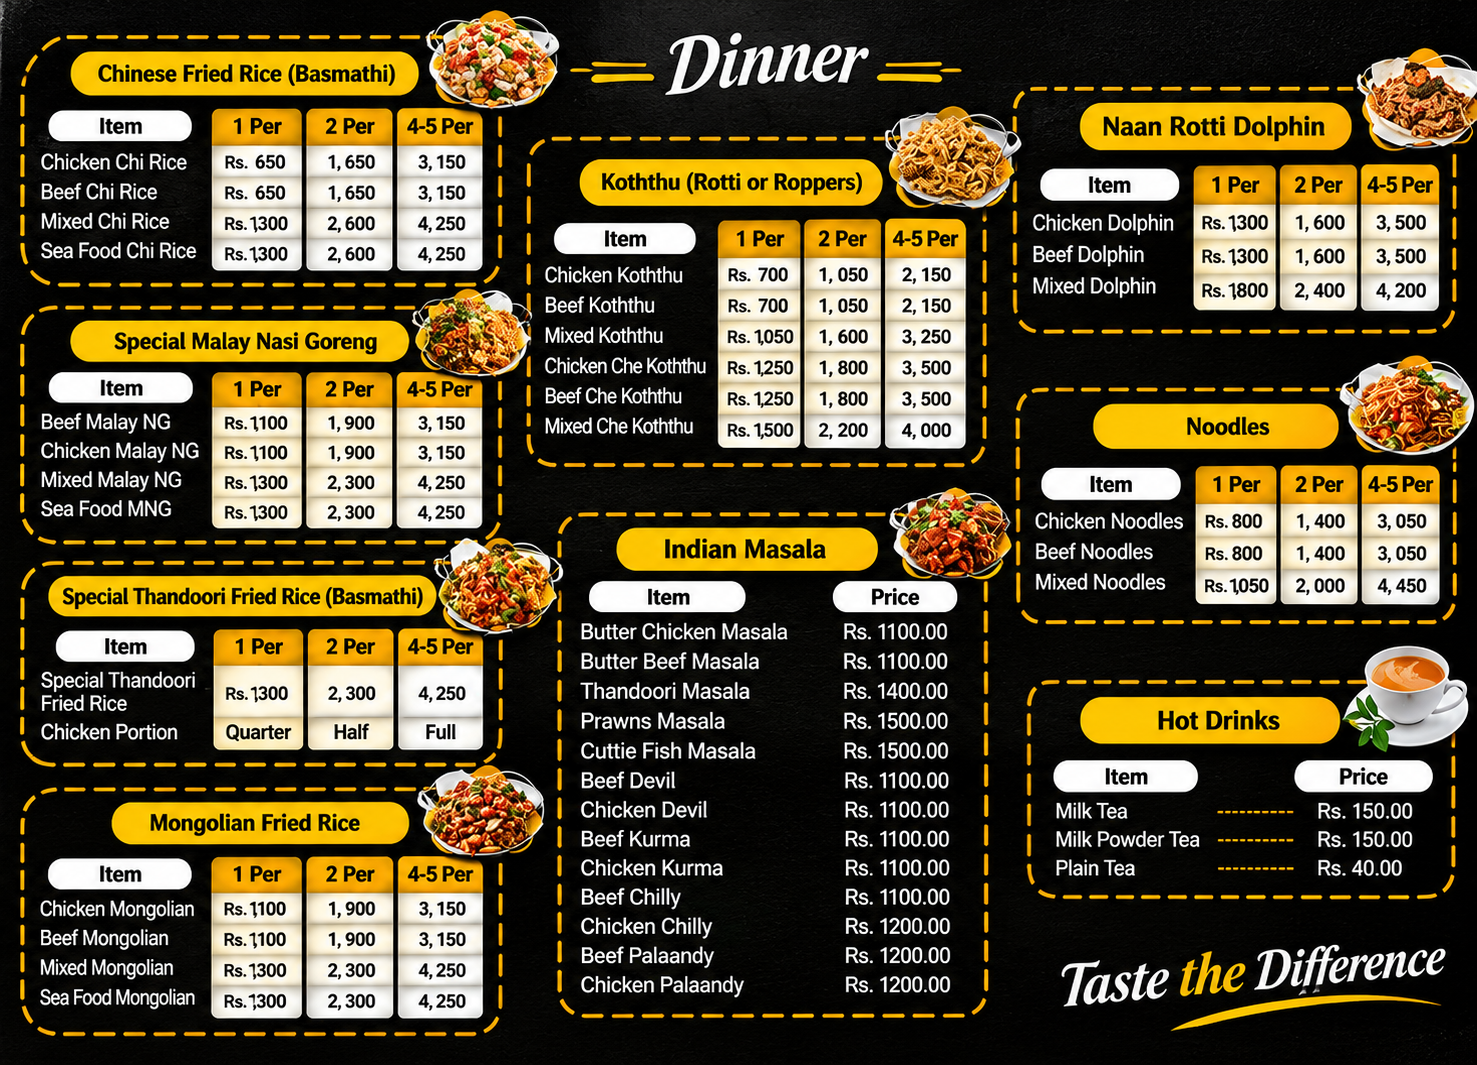 Dinner
Chinese Fried Rice (Basmathi)
Item 1 Per 2 Per 4-5 Per
Chicken Chi Rice Rs. 650 1,650 3,150
Beef Chi Rice Rs. 650 1,650 3,150
Mixed Chi Rice Rs. 1,300 2,600 4,250
Sea Food Chi Rice Rs. 1,300 2,600 4,250
Special Malay Nasi Goreng
Item 1 Per 2 Per 4-5 Per
Beef Malay NG Rs. 1,100 1,900 3,150
Chicken Malay NG Rs. 1,100 1,900 3,150
Mixed Malay NG Rs. 1,300 2,300 4,250
Sea Food MNG Rs. 1,300 2,300 4,250
Special Thandoori Fried Rice (Basmathi)
Item 1 Per 2 Per 4-5 Per
Special Thandoori
Fried Rice Rs. 1,300 2,300 4,250
Chicken Portion Quarter Half Full
Mongolian Fried Rice
Item 1 Per 2 Per 4-5 Per
Chicken Mongolian Rs. 1,100 1,900 3,150
Beef Mongolian Rs. 1,100 1,900 3,150
Mixed Mongolian Rs. 1,300 2,300 4,250
Sea Food Mongolian Rs. 1,300 2,300 4,250
Koththu (Rotti or Roppers)
Item 1 Per 2 Per 4-5 Per
Chicken Koththu Rs. 700 1,050 2,150
Beef Koththu Rs. 700 1,050 2,150
Mixed Koththu Rs. 1,050 1,600 3,250
Chicken Che Koththu Rs. 1,250 1,800 3,500
Beef Che Koththu Rs. 1,250 1,800 3,500
Mixed Che Koththu Rs. 1,500 2,200 4,000
Indian Masala
Item Price
Butter Chicken Masala Rs. 1100.00
Butter Beef Masala Rs. 1100.00
Thandoori Masala Rs. 1400.00
Prawns Masala Rs. 1500.00
Cuttie Fish Masala Rs. 1500.00
Beef Devil Rs. 1100.00
Chicken Devil Rs. 1100.00
Beef Kurma Rs. 1100.00
Chicken Kurma Rs. 1100.00
Beef Chilly Rs. 1100.00
Chicken Chilly Rs. 1200.00
Beef Palaandy Rs. 1200.00
Chicken Palaandy Rs. 1200.00
Naan Rotti Dolphin
Item 1 Per 2 Per 4-5 Per
Chicken Dolphin Rs. 1,300 1,600 3,500
Beef Dolphin Rs. 1,300 1,600 3,500
Mixed Dolphin Rs. 1,800 2,400 4,200
Noodles
Item 1 Per 2 Per 4-5 Per
Chicken Noodles Rs. 800 1,400 3,050
Beef Noodles Rs. 800 1,400 3,050
Mixed Noodles Rs. 1,050 2,000 4,450
Hot Drinks
Item Price
Milk Tea ---------- Rs. 150.00
Milk Powder Tea ---------- Rs. 150.00
Plain Tea ---------- Rs. 40.00
Taste the Difference